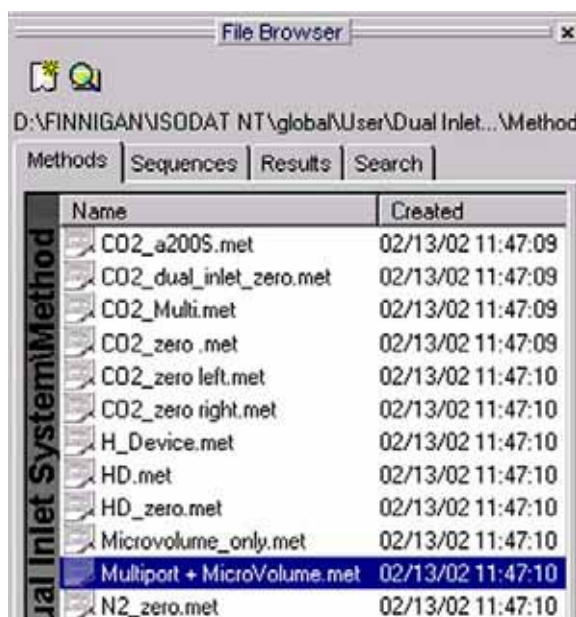 File Browser
D:\FINNIGAN\ISODAT NT\global\User\Dual Inlet...\Method
Methods Sequences Results Search
Name Created
CO2_a200S.met 02/13/02 11:47:09
CO2_dual_inlet_zero.met 02/13/02 11:47:09
CO2_Multi.met 02/13/02 11:47:09
CO2_zero .met 02/13/02 11:47:09
CO2_zero left.met 02/13/02 11:47:10
CO2_zero right.met 02/13/02 11:47:10
H_Device.met 02/13/02 11:47:10
HD.met 02/13/02 11:47:10
HD_zero.met 02/13/02 11:47:10
Microvolume_only.met 02/13/02 11:47:10
Multiport + MicroVolume.met 02/13/02 11:47:10
N2_zero.met 02/13/02 11:47:10
ual Inlet System\Method